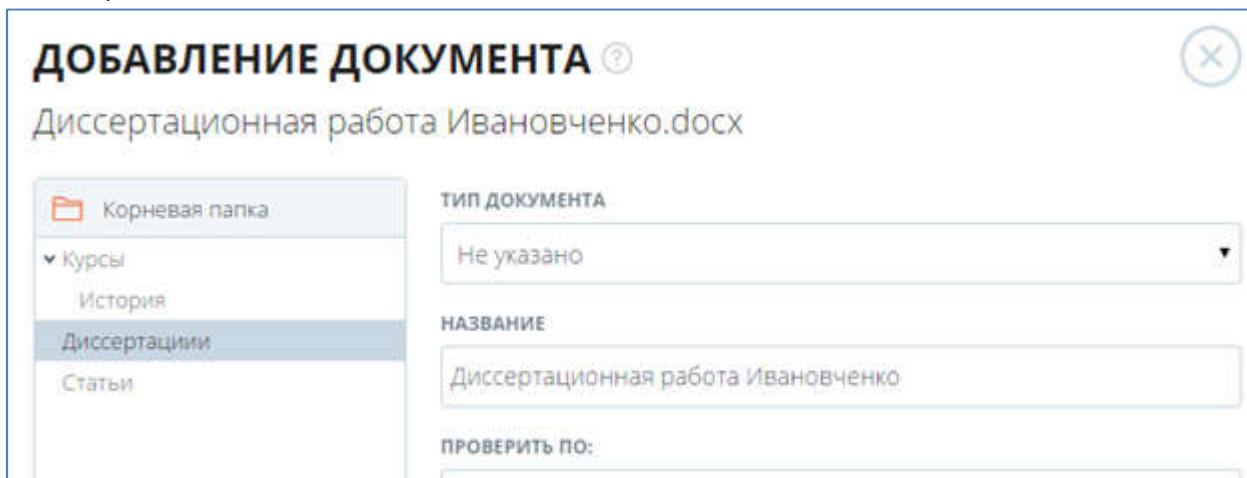 ДОБАВЛЕНИЕ ДОКУМЕНТА ?
Диссертационная работа Ивановченко.docx
Корневая папка
Курсы
История
Диссертациии
Статьи
ТИП ДОКУМЕНТА
Не указано
НАЗВАНИЕ
Диссертационная работа Ивановченко
ПРОВЕРИТЬ ПО: